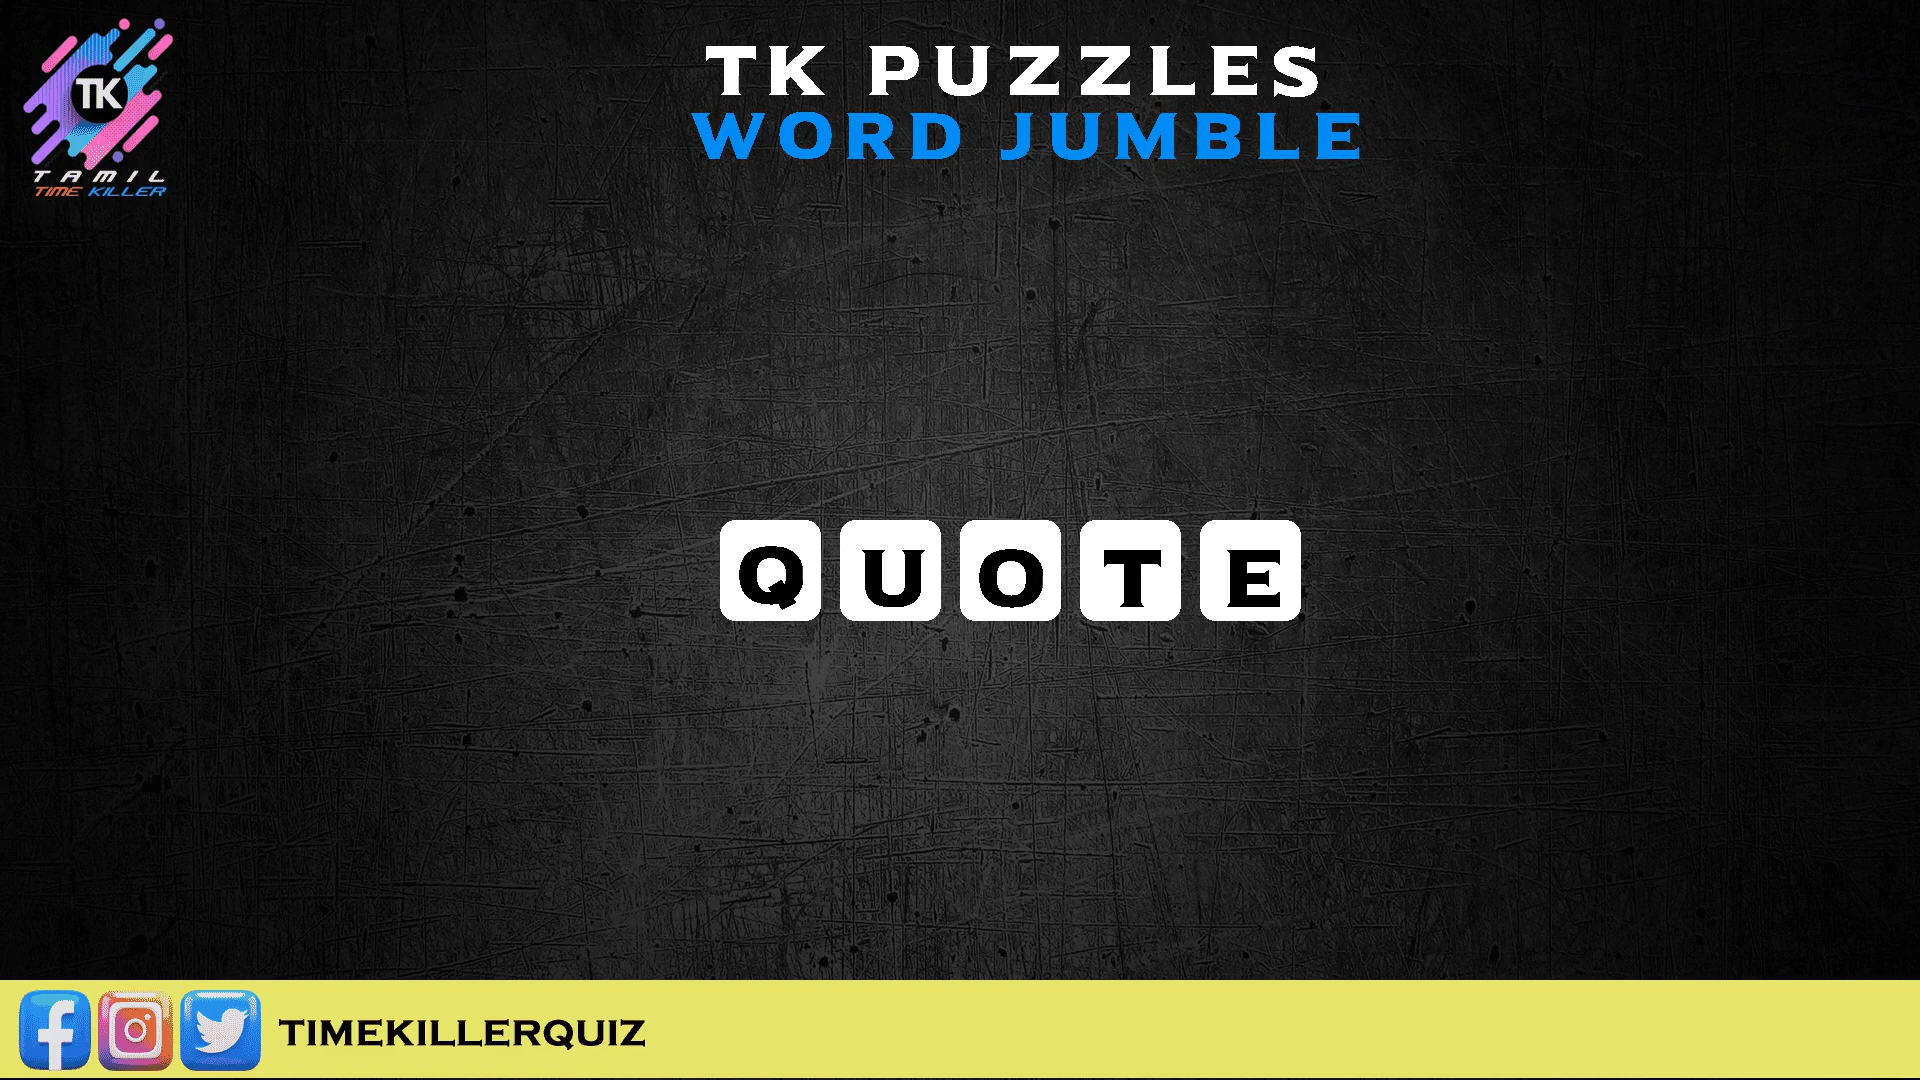 TK
TAMIL
TIME KILLER
TK PUZZLES
WORD JUMBLE
QUOTE
TIMEKILLERQUIZ